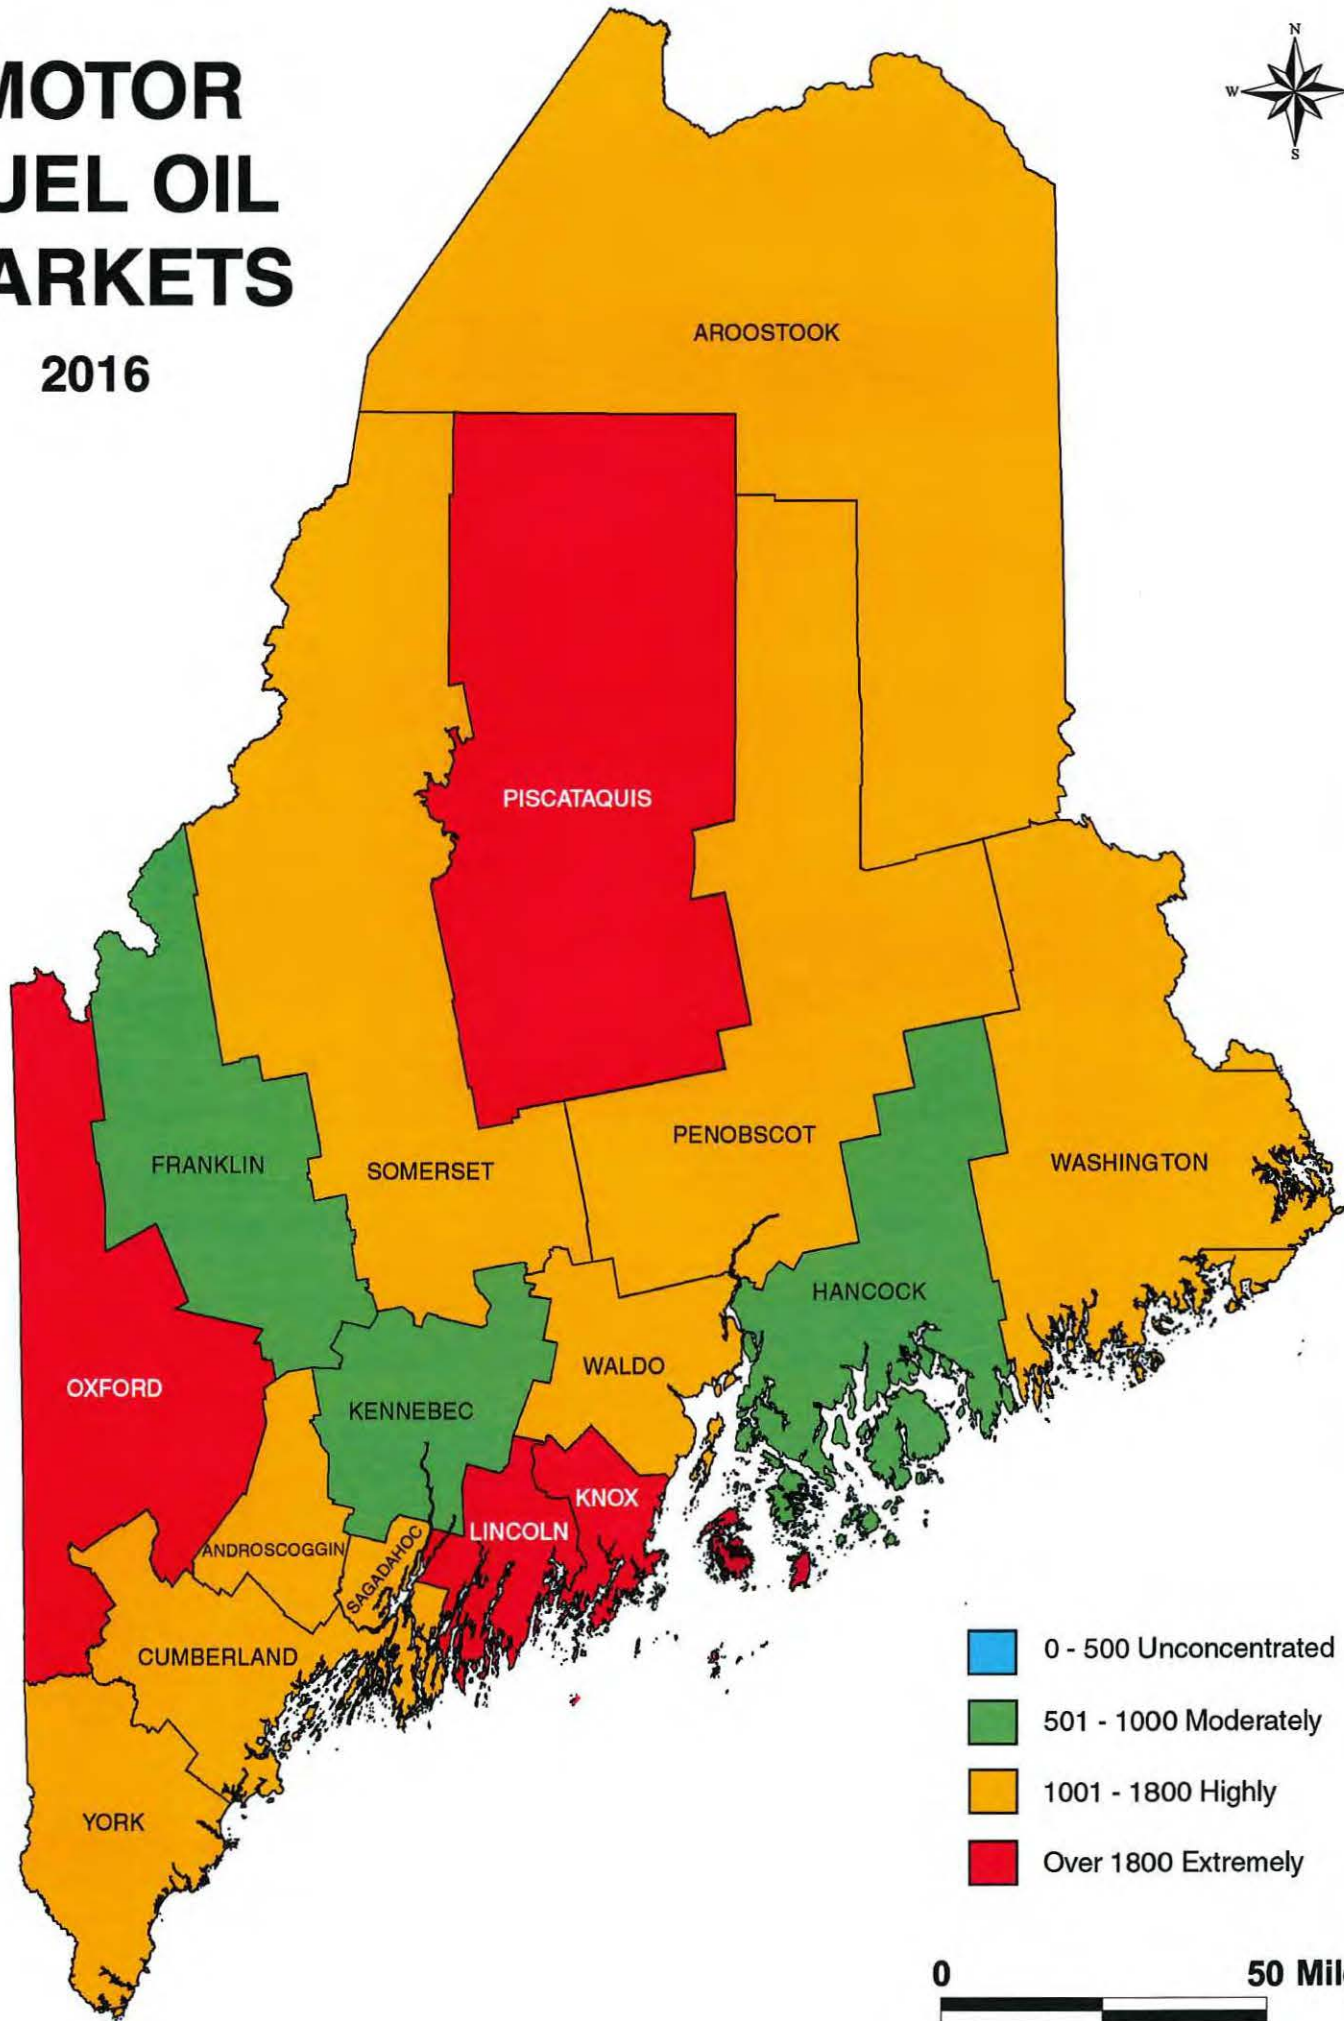 MOTOR
UEL OIL
ARKETS
2016
N
W
S
AROOSTOOK
PISCATAQUIS
PENOBSCOT
FRANKLIN
SOMERSET
WASHINGTON
HANCOCK
WALDO
OXFORD
KENNEBEC
KNOX
LINCOLN
ANDROSCOGGIN
SAGADAHOC
CUMBERLAND
YORK
0 - 500 Unconcentrated
501 - 1000 Moderately
1001 - 1800 Highly
Over 1800 Extremely
0 50 Mil